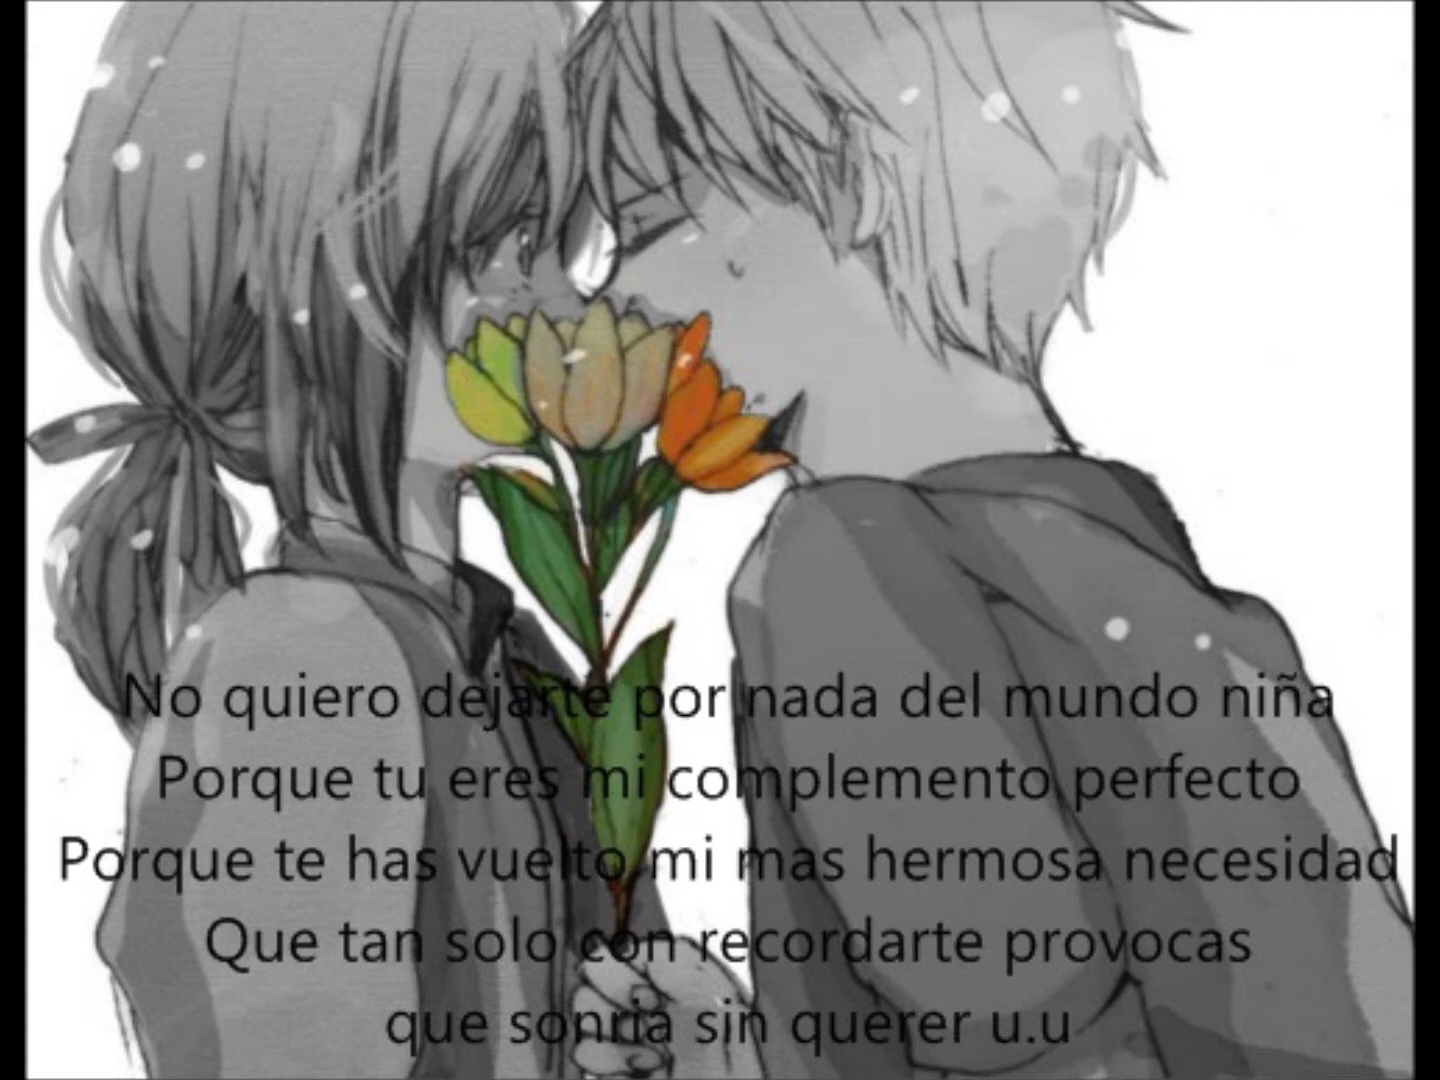 No quiero dejarte por nada del mundo niña
Porque tu eres mi complemento perfecto
Porque te has vuelto mi mas hermosa necesidad
Que tan solo con recordarte provocas
que sonria sin querer u.u